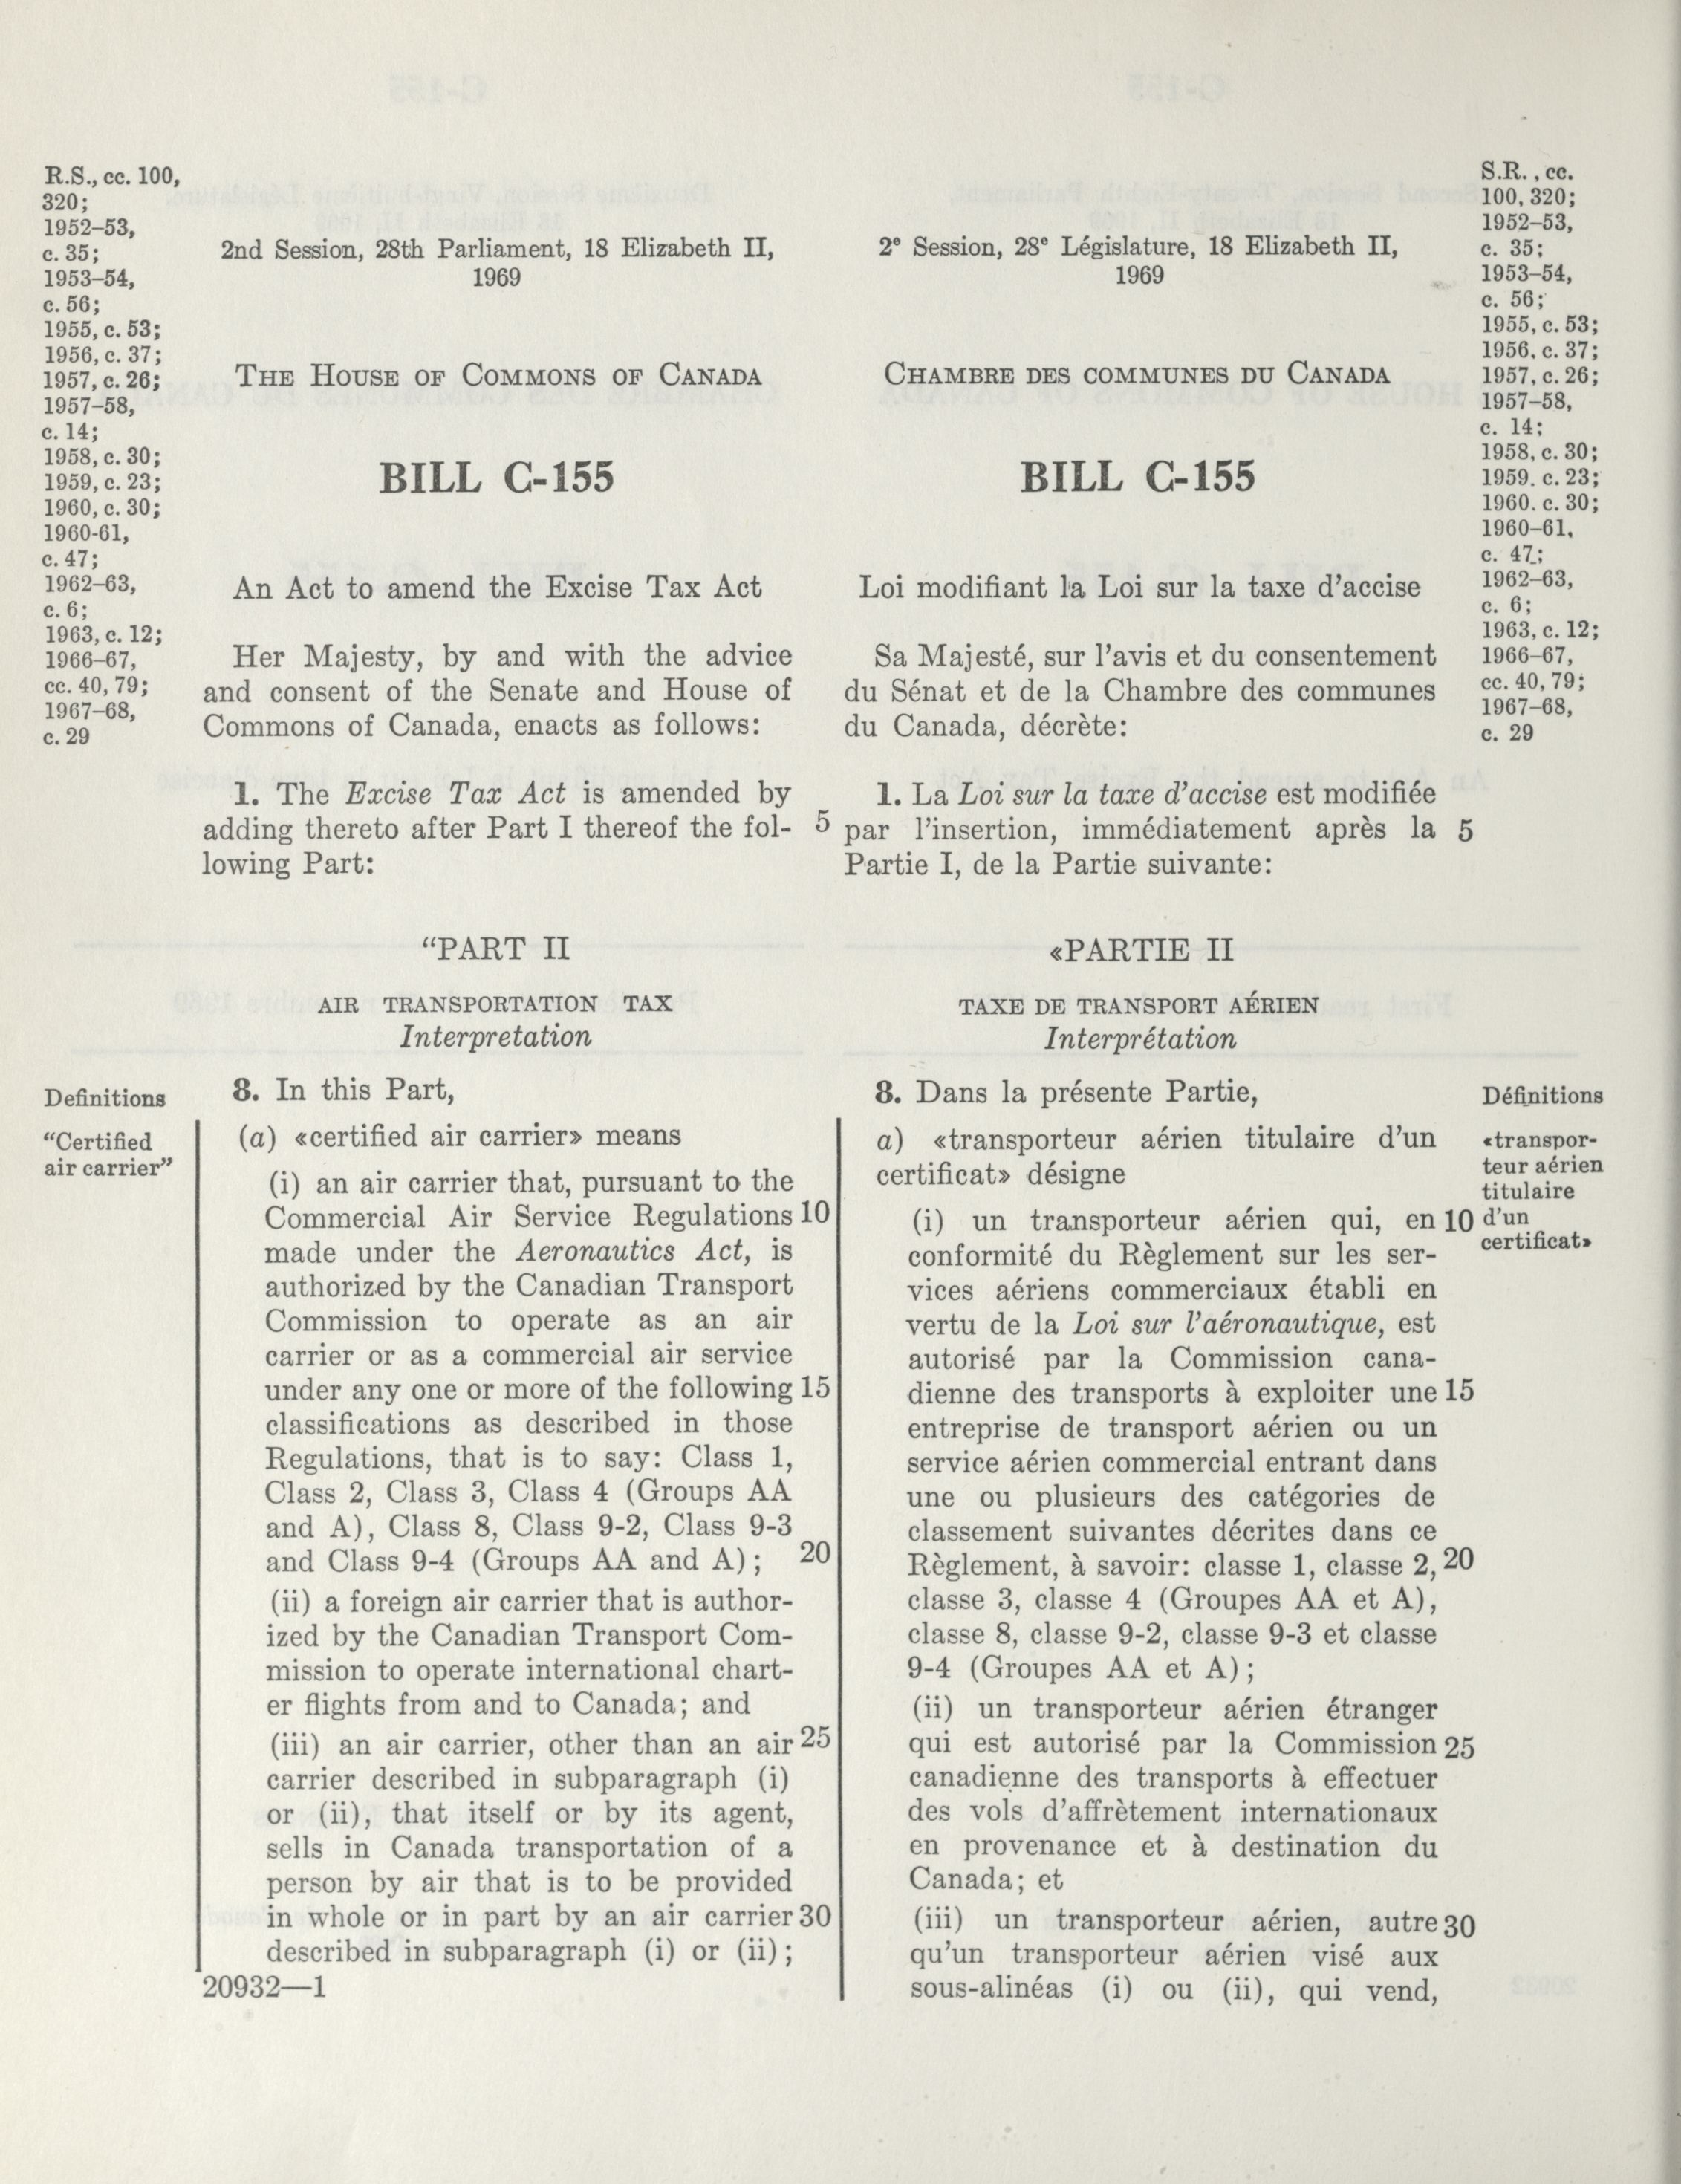 R.S., cc. 100,
320;
1952–53,
c. 35;
1953–54,
c. 56;
1955, c. 53;
1956, c. 37;
1957, c. 26;
1957–58,
c. 14;
1958, c. 30;
1959, c. 23;
1960, c. 30;
1960-61,
c. 47;
1962–63,
c. 6;
1963, c. 12;
1966–67,
cc. 40, 79;
1967–68,
c. 29
2nd Session, 28th Parliament, 18 Elizabeth II,
1969
THE HOUSE OF COMMONS OF CANADA
BILL C-155
An Act to amend the Excise Tax Act
Her Majesty, by and with the advice
and consent of the Senate and House of
Commons of Canada, enacts as follows:
1. The Excise Tax Act is amended by
adding thereto after Part I thereof the fol- 5
lowing Part:
“PART II
AIR TRANSPORTATION TAX
Interpretation
Definitions
8. In this Part,
“Certified
air carrier”
(a) «certified air carrier» means
(i) an air carrier that, pursuant to the
Commercial Air Service Regulations 10
made under the Aeronautics Act, is
authorized by the Canadian Transport
Commission to operate as an air
carrier or as a commercial air service
under any one or more of the following 15
classifications as described in those
Regulations, that is to say: Class 1,
Class 2, Class 3, Class 4 (Groups AA
and A), Class 8, Class 9-2, Class 9-3
and Class 9-4 (Groups AA and A); 20
(ii) a foreign air carrier that is author-
ized by the Canadian Transport Com-
mission to operate international chart-
er flights from and to Canada; and
(iii) an air carrier, other than an air 25
carrier described in subparagraph (i)
or (ii), that itself or by its agent,
sells in Canada transportation of a
person by air that is to be provided
in whole or in part by an air carrier 30
described in subparagraph (i) or (ii);
20932—1
2e Session, 28e Législature, 18 Elizabeth II,
1969
CHAMBRE DES COMMUNES DU CANADA
BILL C-155
Loi modifiant la Loi sur la taxe d’accise
Sa Majesté, sur l’avis et du consentement
du Sénat et de la Chambre des communes
du Canada, décrète:
1. La Loi sur la taxe d’accise est modifiée
par l’insertion, immédiatement après la 5
Partie I, de la Partie suivante:
«PARTIE II
TAXE DE TRANSPORT AÉRIEN
Interprétation
8. Dans la présente Partie,
a) «transporteur aérien titulaire d’un
certificat» désigne
(i) un transporteur aérien qui, en 10
conformité du Règlement sur les ser-
vices aériens commerciaux établi en
vertu de la Loi sur l’aéronautique, est
autorisé par la Commission cana-
dienne des transports à exploiter une 15
entreprise de transport aérien ou un
service aérien commercial entrant dans
une ou plusieurs des catégories de
classement suivantes décrites dans ce
Règlement, à savoir: classe 1, classe 2, 20
classe 3, classe 4 (Groupes AA et A),
classe 8, classe 9-2, classe 9-3 et classe
9-4 (Groupes AA et A);
(ii) un transporteur aérien étranger
qui est autorisé par la Commission 25
canadienne des transports à effectuer
des vols d’affrètement internationaux
en provenance et à destination du
Canada; et
(iii) un transporteur aérien, autre 30
qu’un transporteur aérien visé aux
sous-alinéas (i) ou (ii), qui vend,
S.R., cc.
100, 320;
1952–53,
c. 35;
1953–54,
c. 56;
1955, c. 53;
1956, c. 37;
1957, c. 26;
1957–58,
c. 14;
1958, c. 30;
1959. c. 23;
1960. c. 30;
1960–61,
c. 47;
1962–63,
c. 6;
1963, c. 12;
1966–67,
cc. 40, 79;
1967–68,
c. 29
Définitions
«transpor-
teur aérien
titulaire
d’un
certificat»